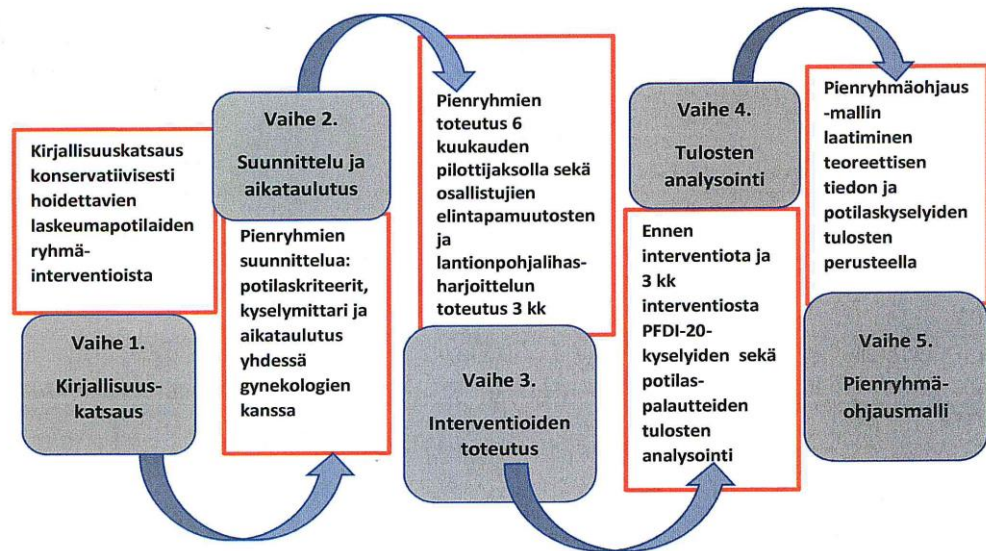 Kirjallisuuskatsaus
konservatiivisesti
hoidettavien
laskeumapotilaiden
ryhmä-
interventioista
Vaihe 1.
Kirjallisuus-
katsaus
Vaihe 2.
Suunnittelu ja
aikataulutus
Pienryhmien
suunnittelua:
potilaskriteerit,
kyselymittari ja
aikataulutus
yhdessä
gynekologien
kanssa
Pienryhmien
toteutus 6
kuukauden
pilottijaksolla sekä
osallistujien
elintapamuutosten
ja
lantionpohjalihas-
harjoittelun
toteutus 3 kk
Vaihe 3.
Interventioiden
toteutus
Vaihe 4.
Tulosten
analysointi
Ennen
interventiota ja
3 kk
interventiosta
PFDI-20-
kyselyiden sekä
potilas-
palautteiden
tulosten
analysointi
Pienryhmäohjaus
-mallin
laatiminen
teoreettisen
tiedon ja
potilaskyselyiden
tulosten
perusteella
Vaihe 5.
Pienryhmä-
ohjausmalli